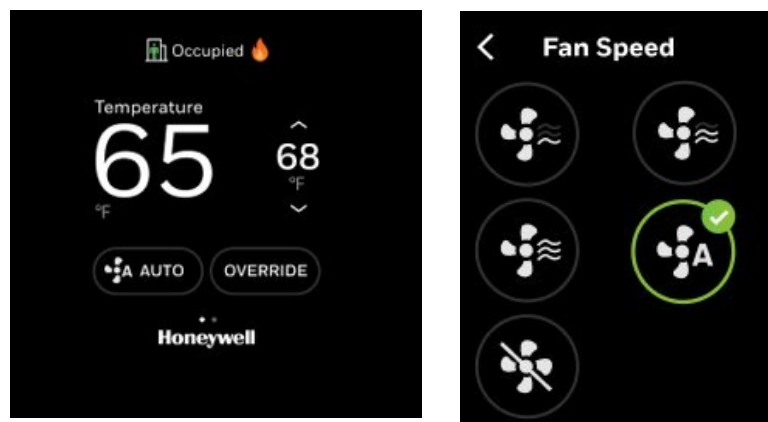 Occupied
Temperature
65
°F
68
°F
A AUTO
OVERRIDE
Honeywell
Fan Speed
A